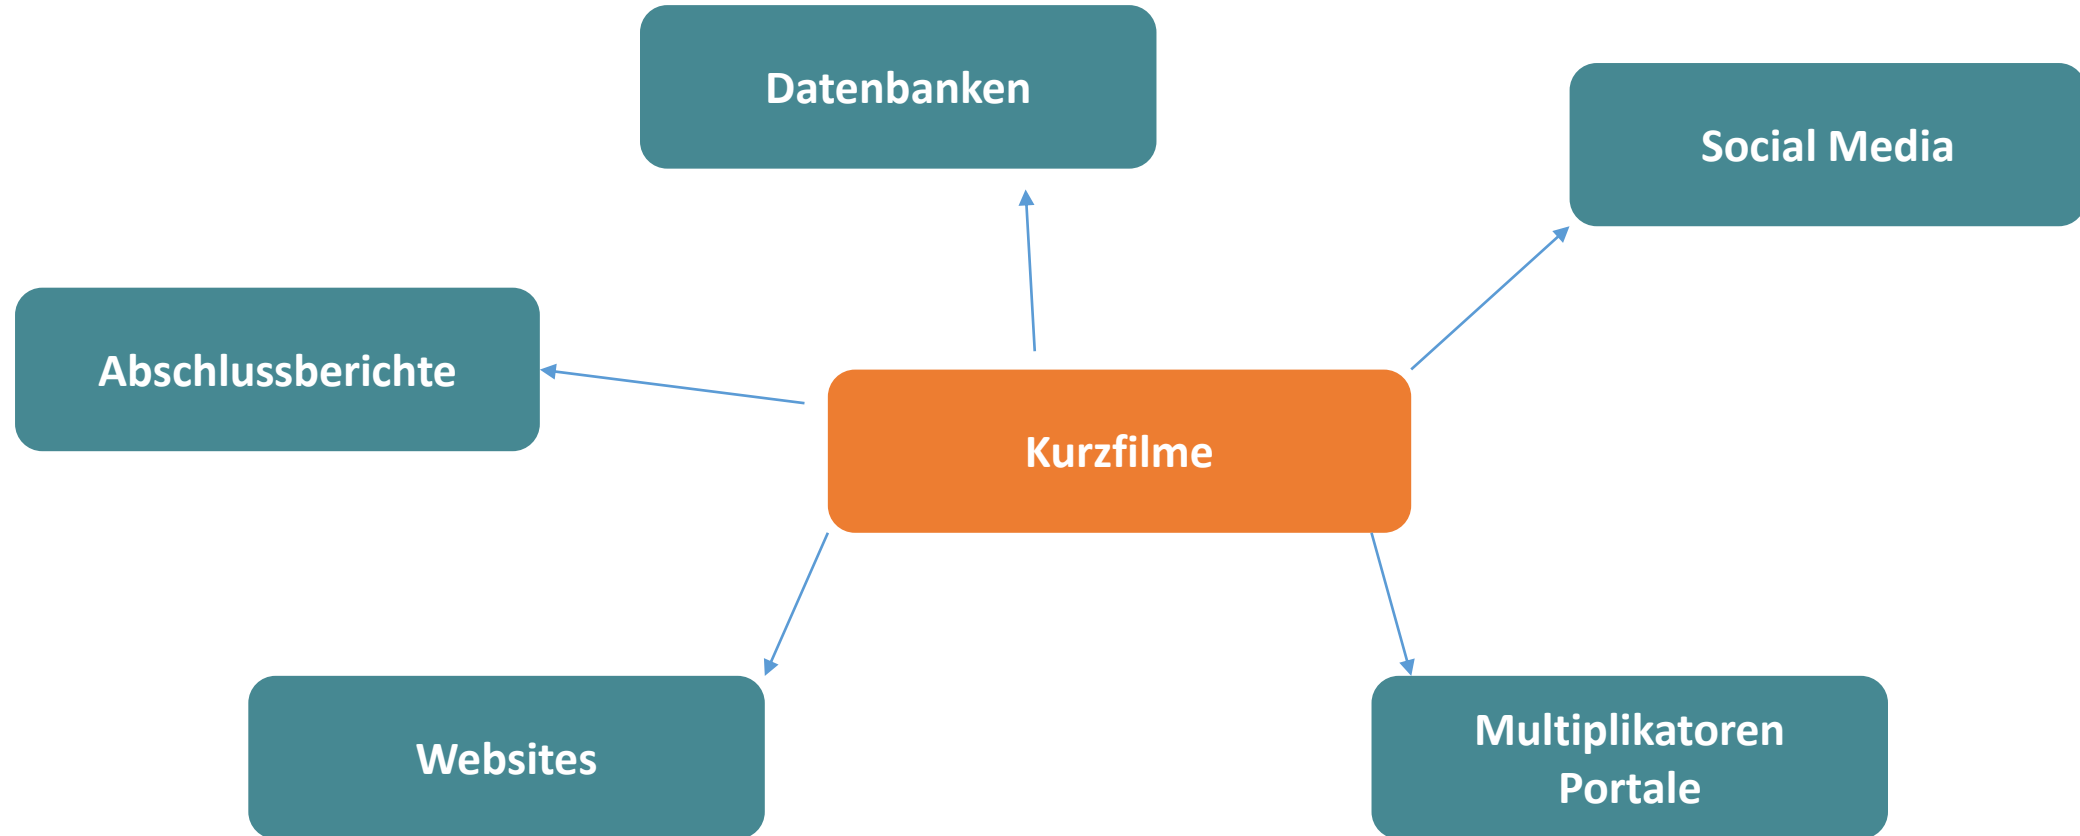 Datenbanken
Social Media
Abschlussberichte
Kurzfilme
Websites
Multiplikatoren
Portale